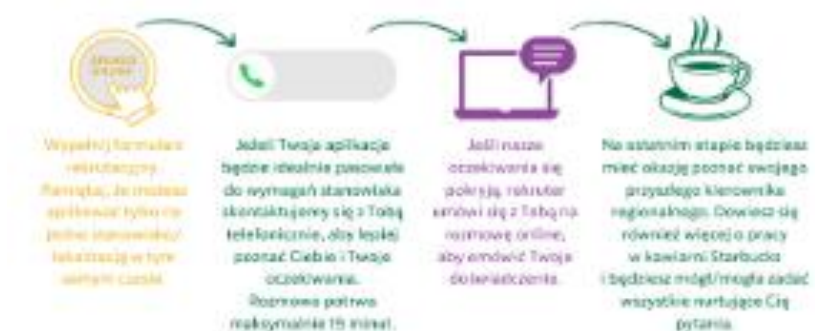 Wypełnij formularz
rekrutacyjny.
Pamiętaj, że możesz
aplikować tylko na
jedno stanowisko/
lokalizację w tym
samym czasie.
Jeżeli Twoja aplikacja
będzie idealnie pasowała
do wymagań stanowiska
skontaktujemy się z Tobą
telefonicznie, aby lepiej
poznać Ciebie i Twoje
oczekiwania.
Rozmowa potrwa
maksymalnie 15 minut.
Jeśli nasze
oczekiwania się
pokryją, rekruter
umówi się z Tobą na
rozmowę online,
aby omówić Twoje
doświadczenie.
Na ostatnim etapie będziesz
mieć okazję poznać swojego
przyszłego kierownika
regionalnego. Dowiesz się
również więcej o pracy
w kawiarni Starbucks
i będziesz mógł/mogła zadać
wszystkie nurtujące Cię
pytania.